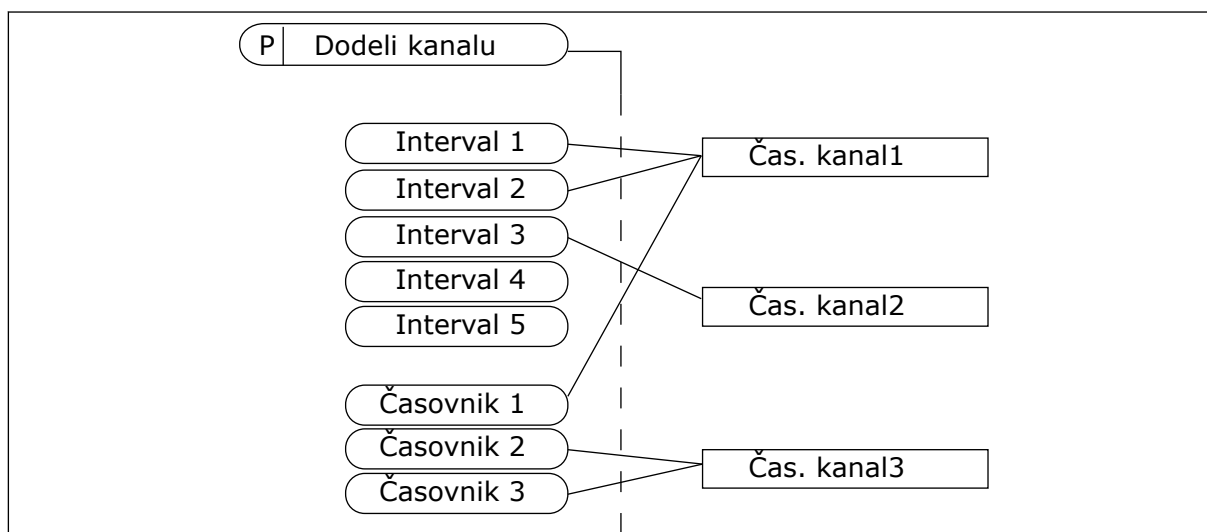 P Dodeli kanalu
Interval 1
Interval 2
Interval 3
Interval 4
Interval 5
Časovnik 1
Časovnik 2
Časovnik 3
Čas. kanal1
Čas. kanal2
Čas. kanal3